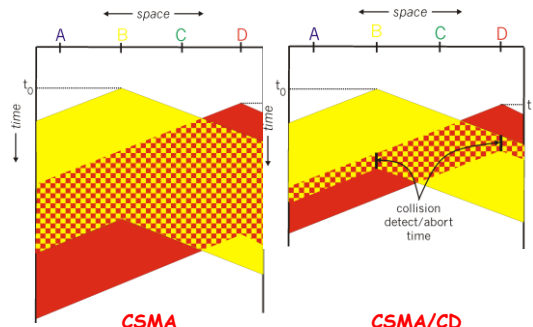 space
A B C D
t0
time
time
CSMA
space
A B C D
t0
t
collision
detect/abort
time
CSMA/CD